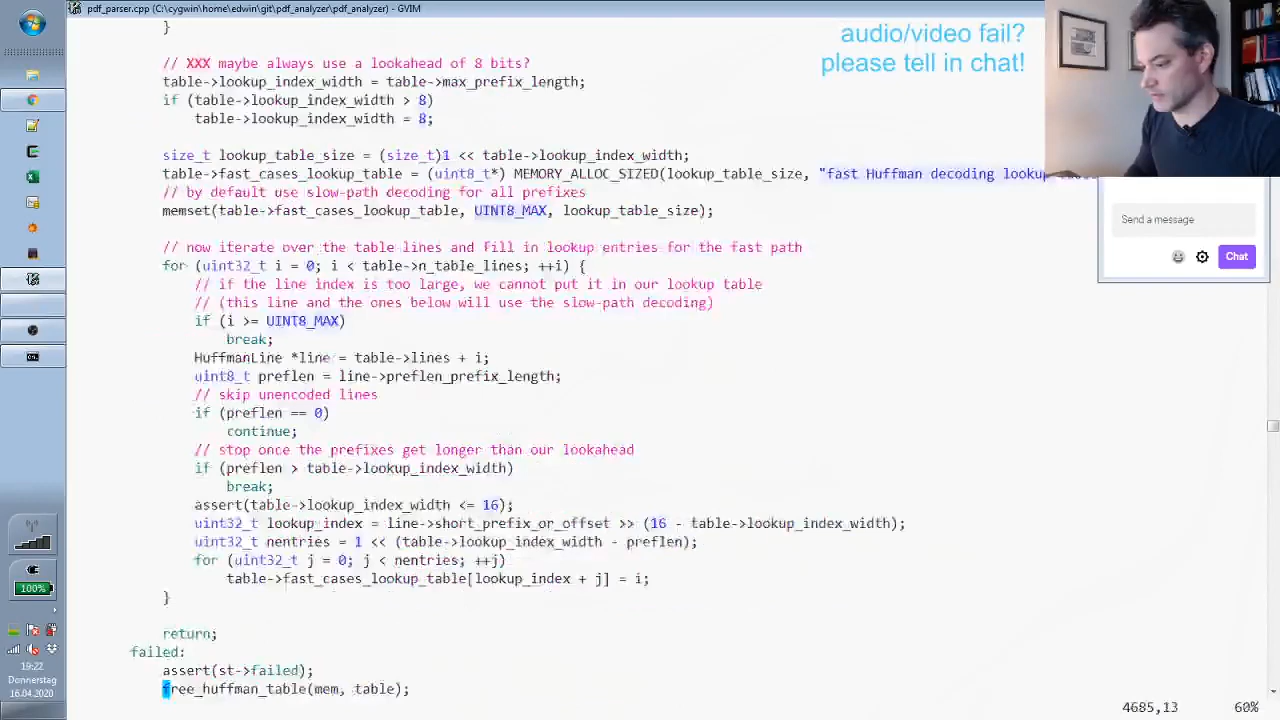 pdf_parser.cpp (C:\cygwin\home\edwin\git\pdf_analyzer\pdf_analyzer) - GVIM
audio/video fail?
please tell in chat!
}
// XXX maybe always use a lookahead of 8 bits?
table->lookup_index_width = table->max_prefix_length;
if (table->lookup_index_width > 8)
table->lookup_index_width = 8;
size_t lookup_table_size = (size_t)1 << table->lookup_index_width;
table->fast_cases_lookup_table = (uint8_t*) MEMORY_ALLOC_SIZED(lookup_table_size, "fast Huffman decoding lookup
// by default use slow-path decoding for all prefixes
memset(table->fast_cases_lookup_table, UINT8_MAX, lookup_table_size);
// now iterate over the table lines and fill in lookup entries for the fast path
for (uint32_t i = 0; i < table->n_table_lines; ++i) {
// if the line index is too large, we cannot put it in our lookup table
// (this line and the ones below will use the slow-path decoding)
if (i >= UINT8_MAX)
break;
HuffmanLine *line = table->lines + i;
uint8_t preflen = line->preflen_prefix_length;
// skip unencoded lines
if (preflen == 0)
continue;
// stop once the prefixes get longer than our lookahead
if (preflen > table->lookup_index_width)
break;
assert(table->lookup_index_width <= 16);
uint32_t lookup_index = line->short_prefix_or_offset >> (16 - table->lookup_index_width);
uint32_t nentries = 1 << (table->lookup_index_width - preflen);
for (uint32_t j = 0; j < nentries; ++j)
table->fast_cases_lookup_table[lookup_index + j] = i;
}
return;
failed:
assert(st->failed);
free_huffman_table(mem, table);
4685,13 60%
Send a message
Chat
100%
19:22
Donnerstag
16.04.2020